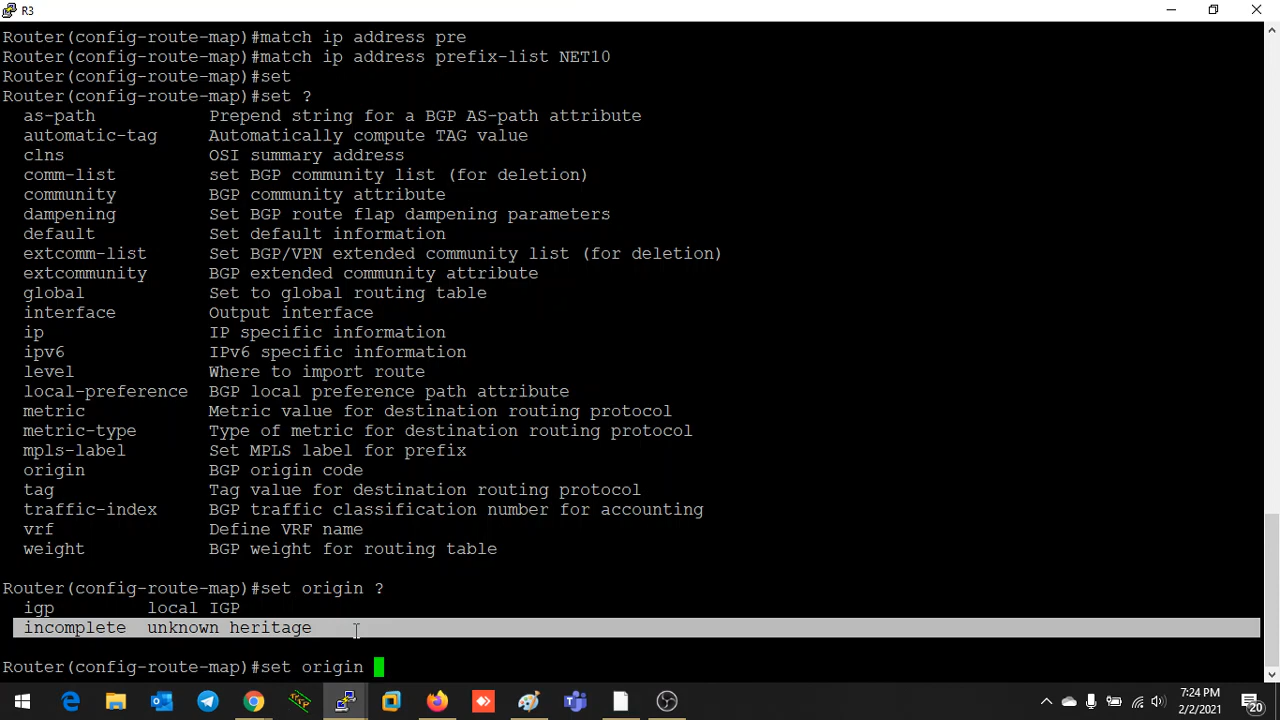 R3
Router(config-route-map)#match ip address pre
Router(config-route-map)#match ip address prefix-list NET10
Router(config-route-map)#set
Router(config-route-map)#set ?
as-path Prepend string for a BGP AS-path attribute
automatic-tag Automatically compute TAG value
clns OSI summary address
comm-list set BGP community list (for deletion)
community BGP community attribute
dampening Set BGP route flap dampening parameters
default Set default information
extcomm-list Set BGP/VPN extended community list (for deletion)
extcommunity BGP extended community attribute
global Set to global routing table
interface Output interface
ip IP specific information
ipv6 IPv6 specific information
level Where to import route
local-preference BGP local preference path attribute
metric Metric value for destination routing protocol
metric-type Type of metric for destination routing protocol
mpls-label Set MPLS label for prefix
origin BGP origin code
tag Tag value for destination routing protocol
traffic-index BGP traffic classification number for accounting
vrf Define VRF name
weight BGP weight for routing table
Router(config-route-map)#set origin ?
igp local IGP
incomplete unknown heritage
Router(config-route-map)#set origin
7:24 PM
2/2/2021
20